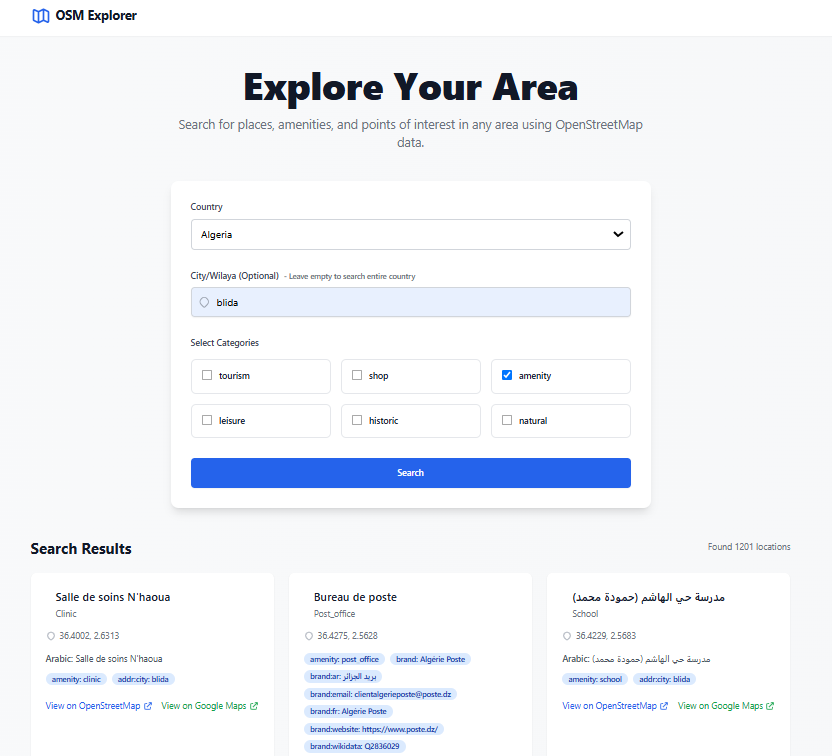 OSM Explorer
Explore Your Area
Search for places, amenities, and points of interest in any area using OpenStreetMap
data.
Country
Algeria
City/Wilaya (Optional) - Leave empty to search entire country
blida
Select Categories
tourism
shop
amenity
leisure
historic
natural
Search
Search Results
Found 1201 locations
Salle de soins N'haoua
Clinic
36.4002, 2.6313
Arabic: Salle de soins N'haoua
amenity: clinic addr:city: blida
View on OpenStreetMap View on Google Maps
Bureau de poste
Post_office
36.4275, 2.5628
amenity: post_office brand: Algérie Poste
brand:ar: بريد الجزائر
brand:email: clientalgerieposte@poste.dz
brand:fr: Algérie Poste
brand:website: https://www.poste.dz/
brand:wikidata: Q2836029
مدرسة حي الهاشم (حمودة محمد)
School
36.4229, 2.5683
Arabic: مدرسة حي الهاشم (حمودة محمد)
amenity: school addr:city: blida
View on OpenStreetMap View on Google Maps